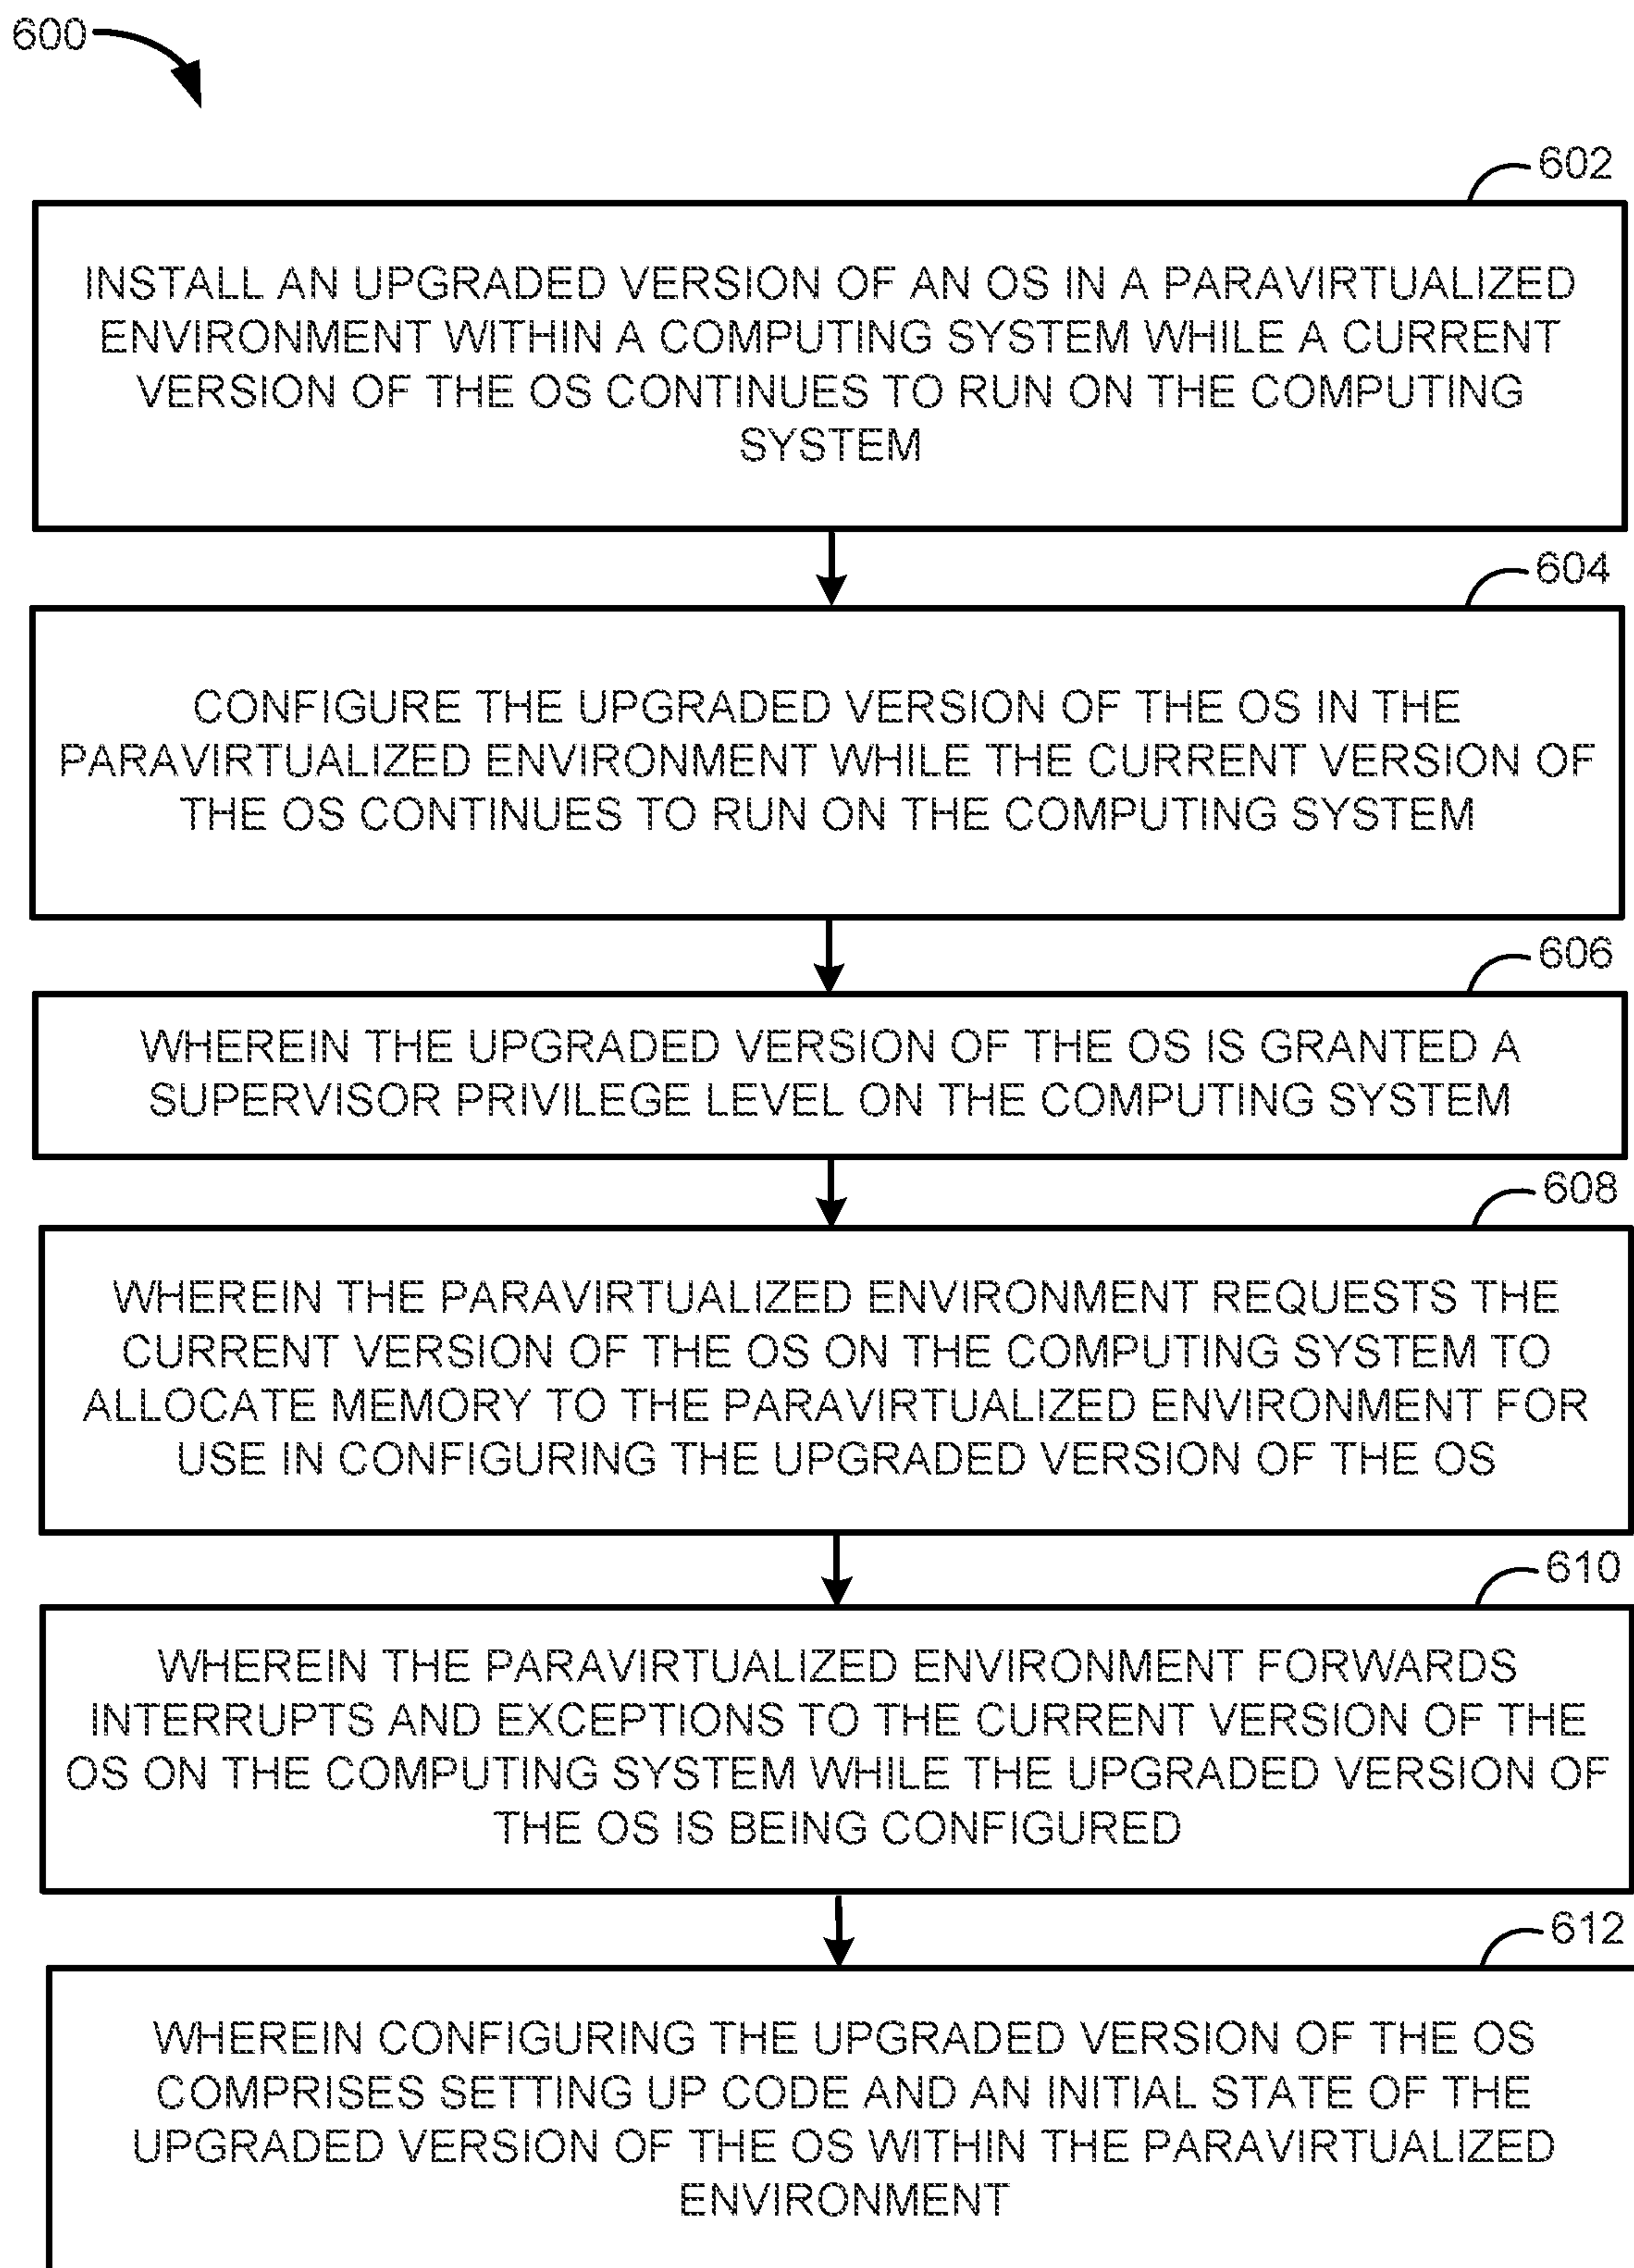 600
602
INSTALL AN UPGRADED VERSION OF AN OS IN A PARAVIRTUALIZED
ENVIRONMENT WITHIN A COMPUTING SYSTEM WHILE A CURRENT
VERSION OF THE OS CONTINUES TO RUN ON THE COMPUTING
SYSTEM
604
CONFIGURE THE UPGRADED VERSION OF THE OS IN THE
PARAVIRTUALIZED ENVIRONMENT WHILE THE CURRENT VERSION OF
THE OS CONTINUES TO RUN ON THE COMPUTING SYSTEM
606
WHEREIN THE UPGRADED VERSION OF THE OS IS GRANTED A
SUPERVISOR PRIVILEGE LEVEL ON THE COMPUTING SYSTEM
608
WHEREIN THE PARAVIRTUALIZED ENVIRONMENT REQUESTS THE
CURRENT VERSION OF THE OS ON THE COMPUTING SYSTEM TO
ALLOCATE MEMORY TO THE PARAVIRTUALIZED ENVIRONMENT FOR
USE IN CONFIGURING THE UPGRADED VERSION OF THE OS
610
WHEREIN THE PARAVIRTUALIZED ENVIRONMENT FORWARDS
INTERRUPTS AND EXCEPTIONS TO THE CURRENT VERSION OF THE
OS ON THE COMPUTING SYSTEM WHILE THE UPGRADED VERSION OF
THE OS IS BEING CONFIGURED
612
WHEREIN CONFIGURING THE UPGRADED VERSION OF THE OS
COMPRISES SETTING UP CODE AND AN INITIAL STATE OF THE
UPGRADED VERSION OF THE OS WITHIN THE PARAVIRTUALIZED
ENVIRONMENT